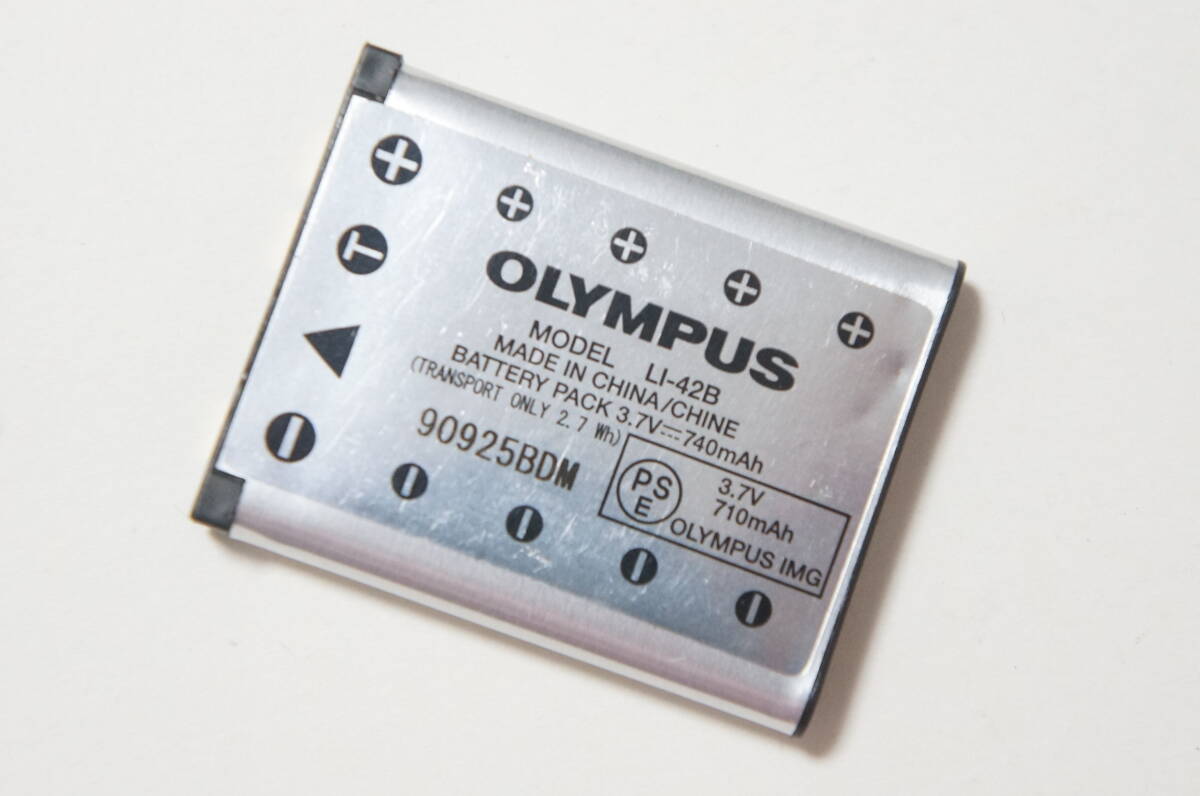 OLYMPUS
MODEL LI-42B
MADE IN CHINA/CHINE
BATTERY PACK 3.7V⎓740mAh
(TRANSPORT ONLY 2.7 Wh)
90925BDM
PS
E
3.7V
710mAh
OLYMPUS IMG
+
T
-